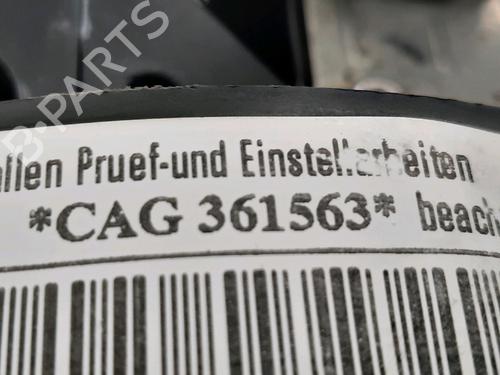 B-PARTS
allen Pruef-und Einstellarbeiten
*CAG 361563* beach